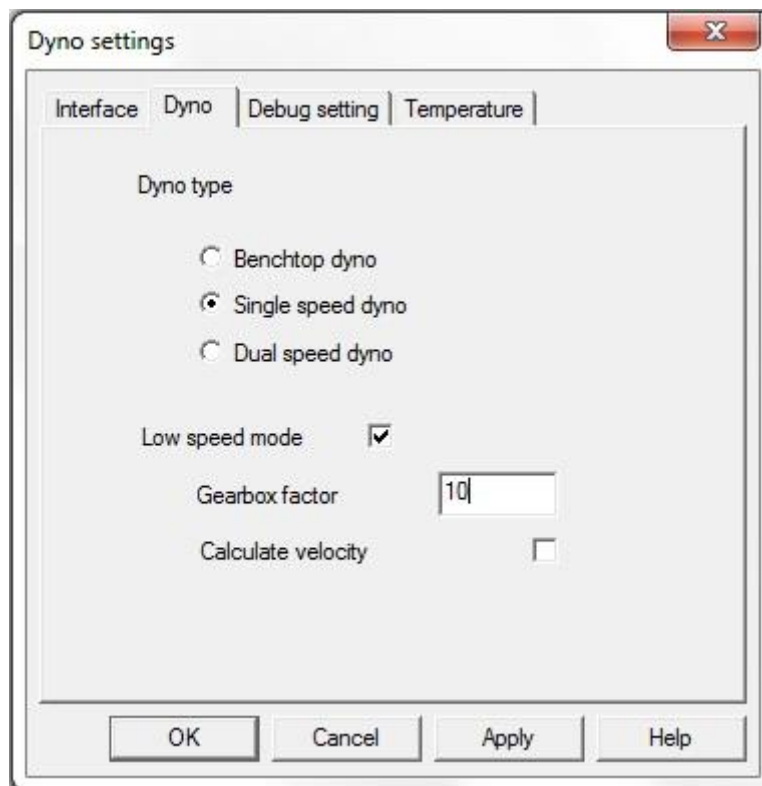 Dyno settings
Interface Dyno Debug setting Temperature
Dyno type
Benchtop dyno
Single speed dyno
Dual speed dyno
Low speed mode
Gearbox factor 10
Calculate velocity
OK Cancel Apply Help